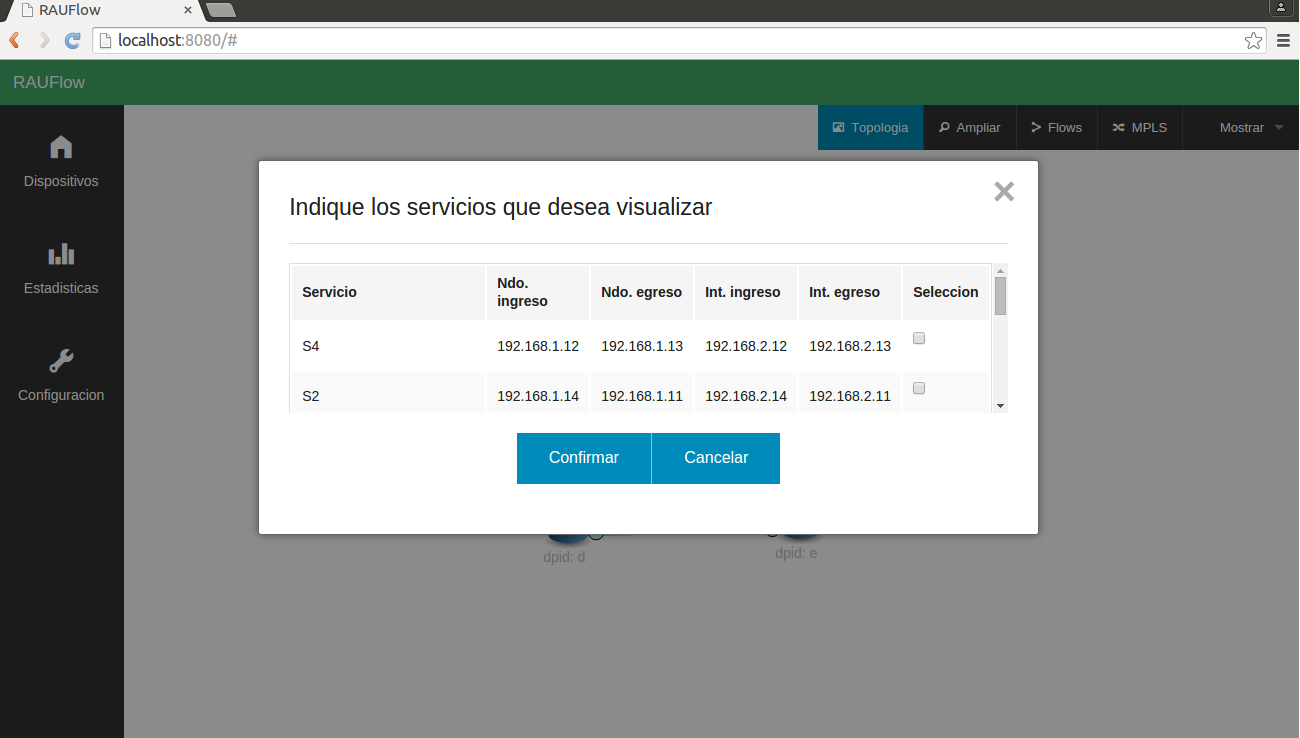 RAUFlow
localhost:8080/#
RAUFlow
Dispositivos
Estadisticas
Configuracion
Topologia Ampliar Flows MPLS Mostrar
Indique los servicios que desea visualizar
Servicio Ndo. ingreso Ndo. egreso Int. ingreso Int. egreso Seleccion
S4 192.168.1.12 192.168.1.13 192.168.2.12 192.168.2.13
S2 192.168.1.14 192.168.1.11 192.168.2.14 192.168.2.11
Confirmar Cancelar
dpid: d dpid: e